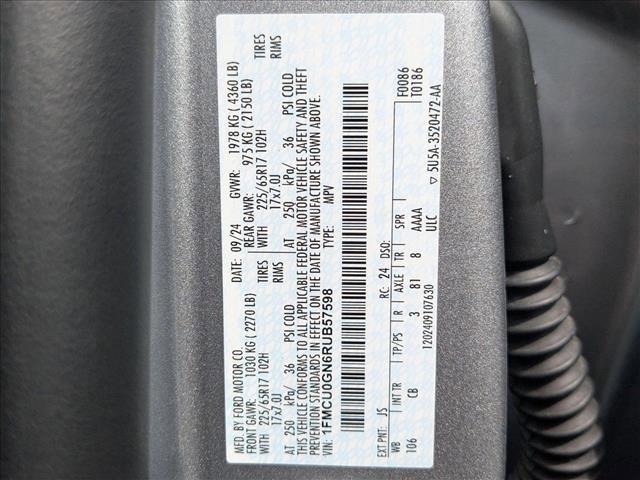 MFD. BY FORD MOTOR CO. DATE: 09/24 GVWR: 1978 KG ( 4360 LB)
FRONT GAWR: 1030 KG ( 2270 LB) REAR GAWR: 975 KG ( 2150 LB)
WITH 225/65R17 102H TIRES WITH 225/65R17 102H TIRES
17x7.0J RIMS 17x7.0J RIMS
AT 250 kPa/ 36 PSI COLD AT 250 kPa/ 36 PSI COLD
THIS VEHICLE CONFORMS TO ALL APPLICABLE FEDERAL MOTOR VEHICLE SAFETY AND THEFT
PREVENTION STANDARDS IN EFFECT ON THE DATE OF MANUFACTURE SHOWN ABOVE.
VIN: 1FMCU0GN6RUB57598 TYPE: MPV
F0086
T0186
EXT PNT: JS RC: 24 DSO:
WB INT TR TP/PS R AXLE TR SPR
106 CB 3 81 8 AAAA
1202409107630 ULC ▽ 5U5A-3520472-AA